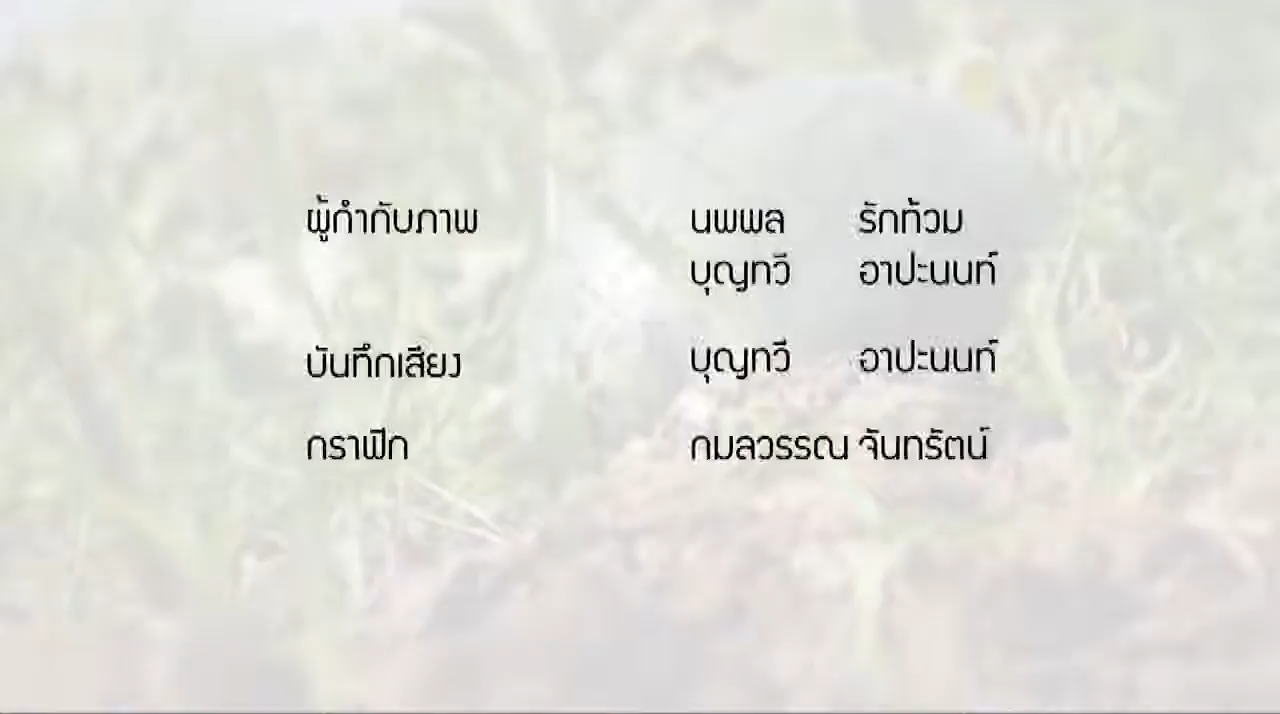 ผู้กำกับภาพ นพพล รักท้วม
บุญทวี อาปะนนท์
บันทึกเสียง บุญทวี อาปะนนท์
กราฟิก กมลวรรณ จันทรัตน์